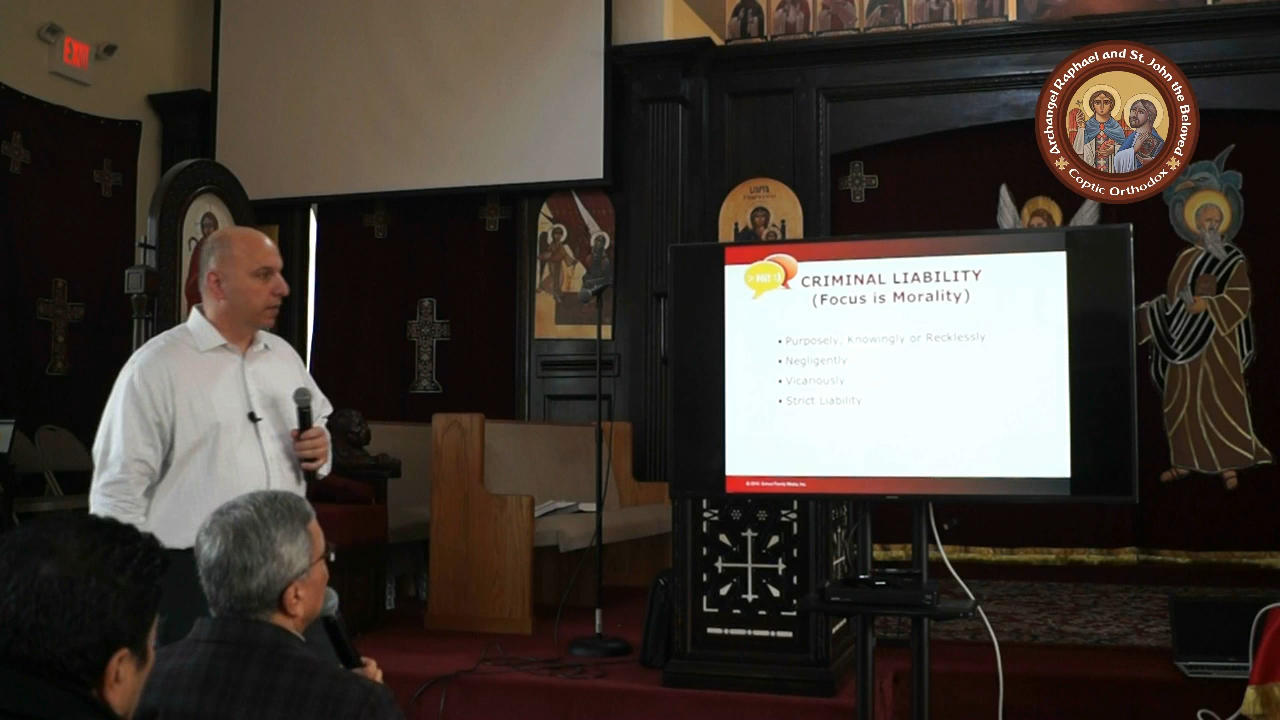 EXIT
Archangel Raphael and St. John the Beloved
Coptic Orthodox
CRIMINAL LIABILITY
(Focus is Morality)
• Purposely, Knowingly or Recklessly
• Negligently
• Vicariously
• Strict Liability